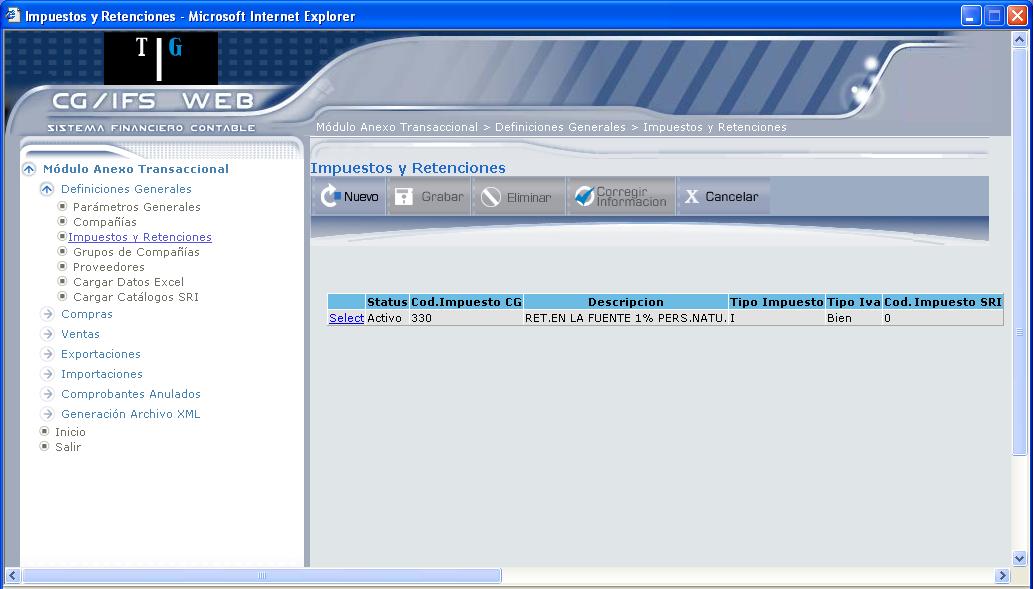 Impuestos y Retenciones - Microsoft Internet Explorer
T G
CG/IFS WEB
SISTEMA FINANCIERO CONTABLE
Módulo Anexo Transaccional > Definiciones Generales > Impuestos y Retenciones
Módulo Anexo Transaccional
Definiciones Generales
Parámetros Generales
Compañías
Impuestos y Retenciones
Grupos de Compañías
Proveedores
Cargar Datos Excel
Cargar Catálogos SRI
Compras
Ventas
Exportaciones
Importaciones
Comprobantes Anulados
Generación Archivo XML
Inicio
Salir
Impuestos y Retenciones
Nuevo Grabar Eliminar Corregir Información X Cancelar
Status Cod.Impuesto CG Descripcion Tipo Impuesto Tipo Iva Cod. Impuesto SRI
Select Activo 330 RET.EN LA FUENTE 1% PERS.NATU. I Bien 0